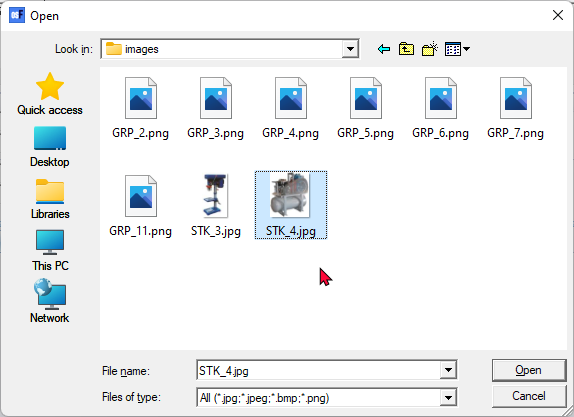 Open
Look in: images
Quick access
Desktop
Libraries
This PC
Network
GRP_2.png GRP_3.png GRP_4.png GRP_5.png GRP_6.png GRP_7.png
GRP_11.png STK_3.jpg STK_4.jpg
File name: STK_4.jpg Open
Files of type: All (*.jpg;*.jpeg;*.bmp;*.png) Cancel